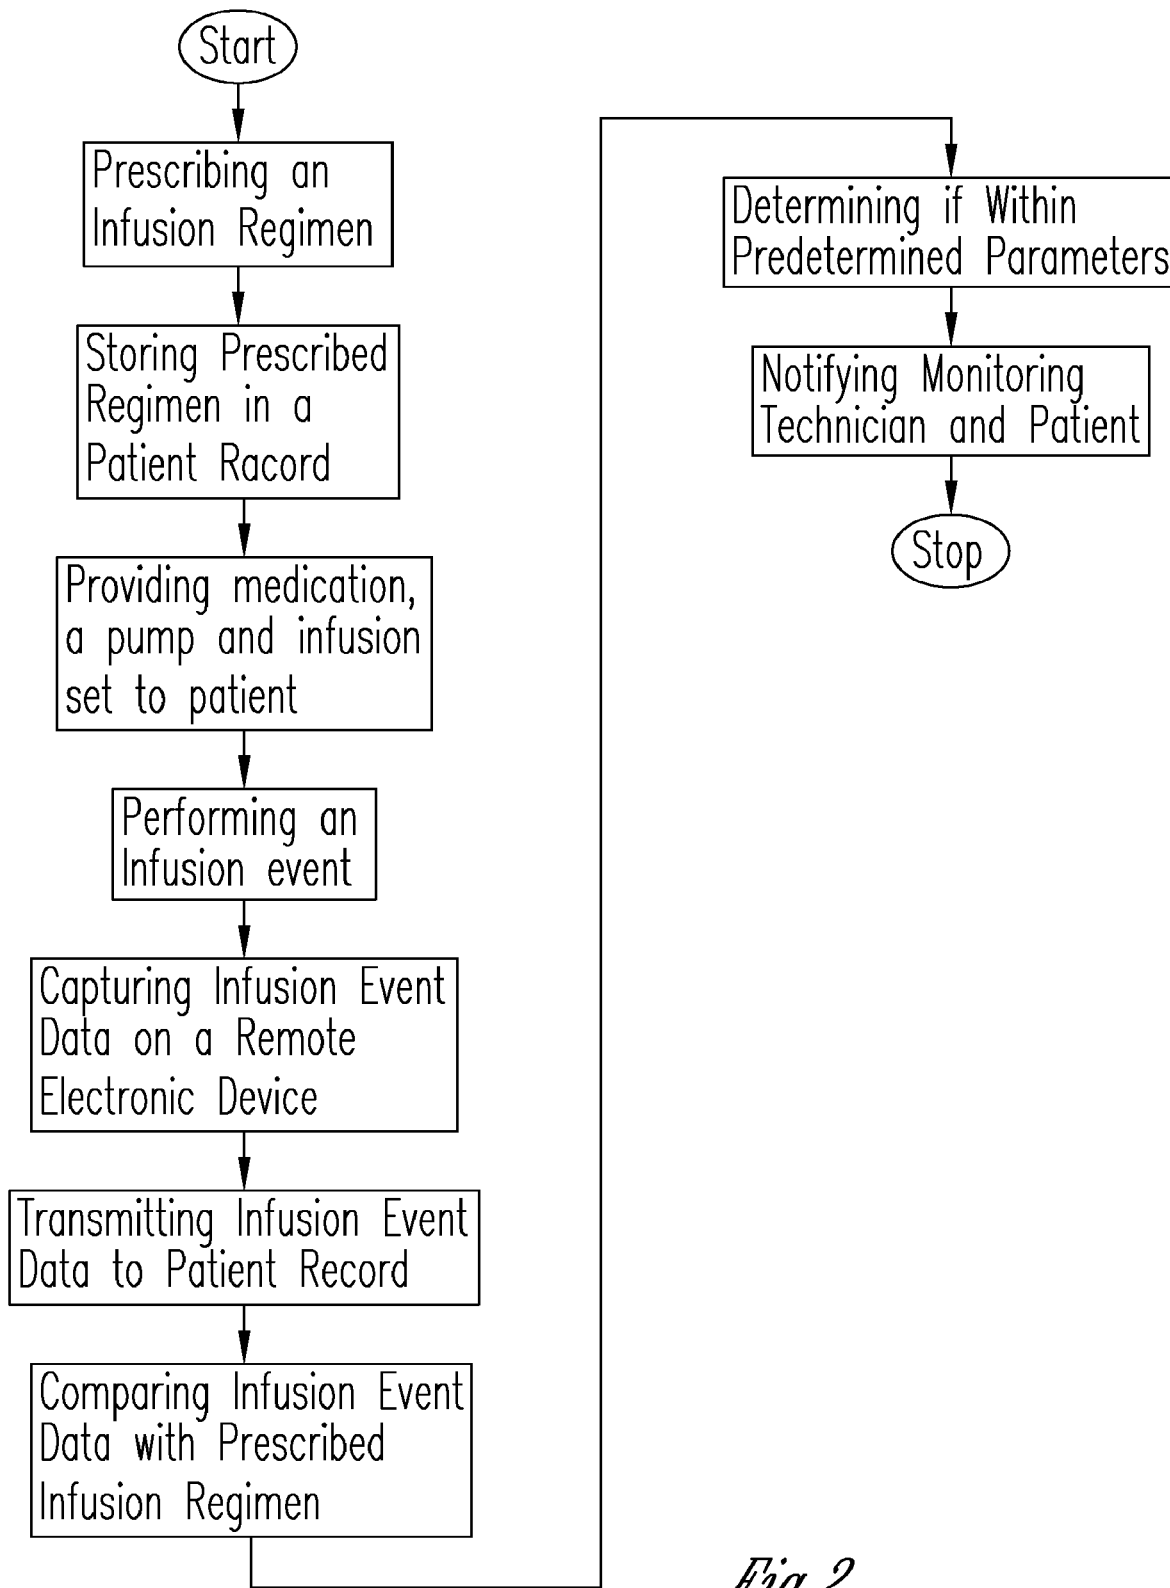 Start
Prescribing an
Infusion Regimen
Storing Prescribed
Regimen in a
Patient Racord
Providing medication,
a pump and infusion
set to patient
Performing an
Infusion event
Capturing Infusion Event
Data on a Remote
Electronic Device
Transmitting Infusion Event
Data to Patient Record
Comparing Infusion Event
Data with Prescribed
Infusion Regimen
Determining if Within
Predetermined Parameters
Notifying Monitoring
Technician and Patient
Stop
Fig. 2